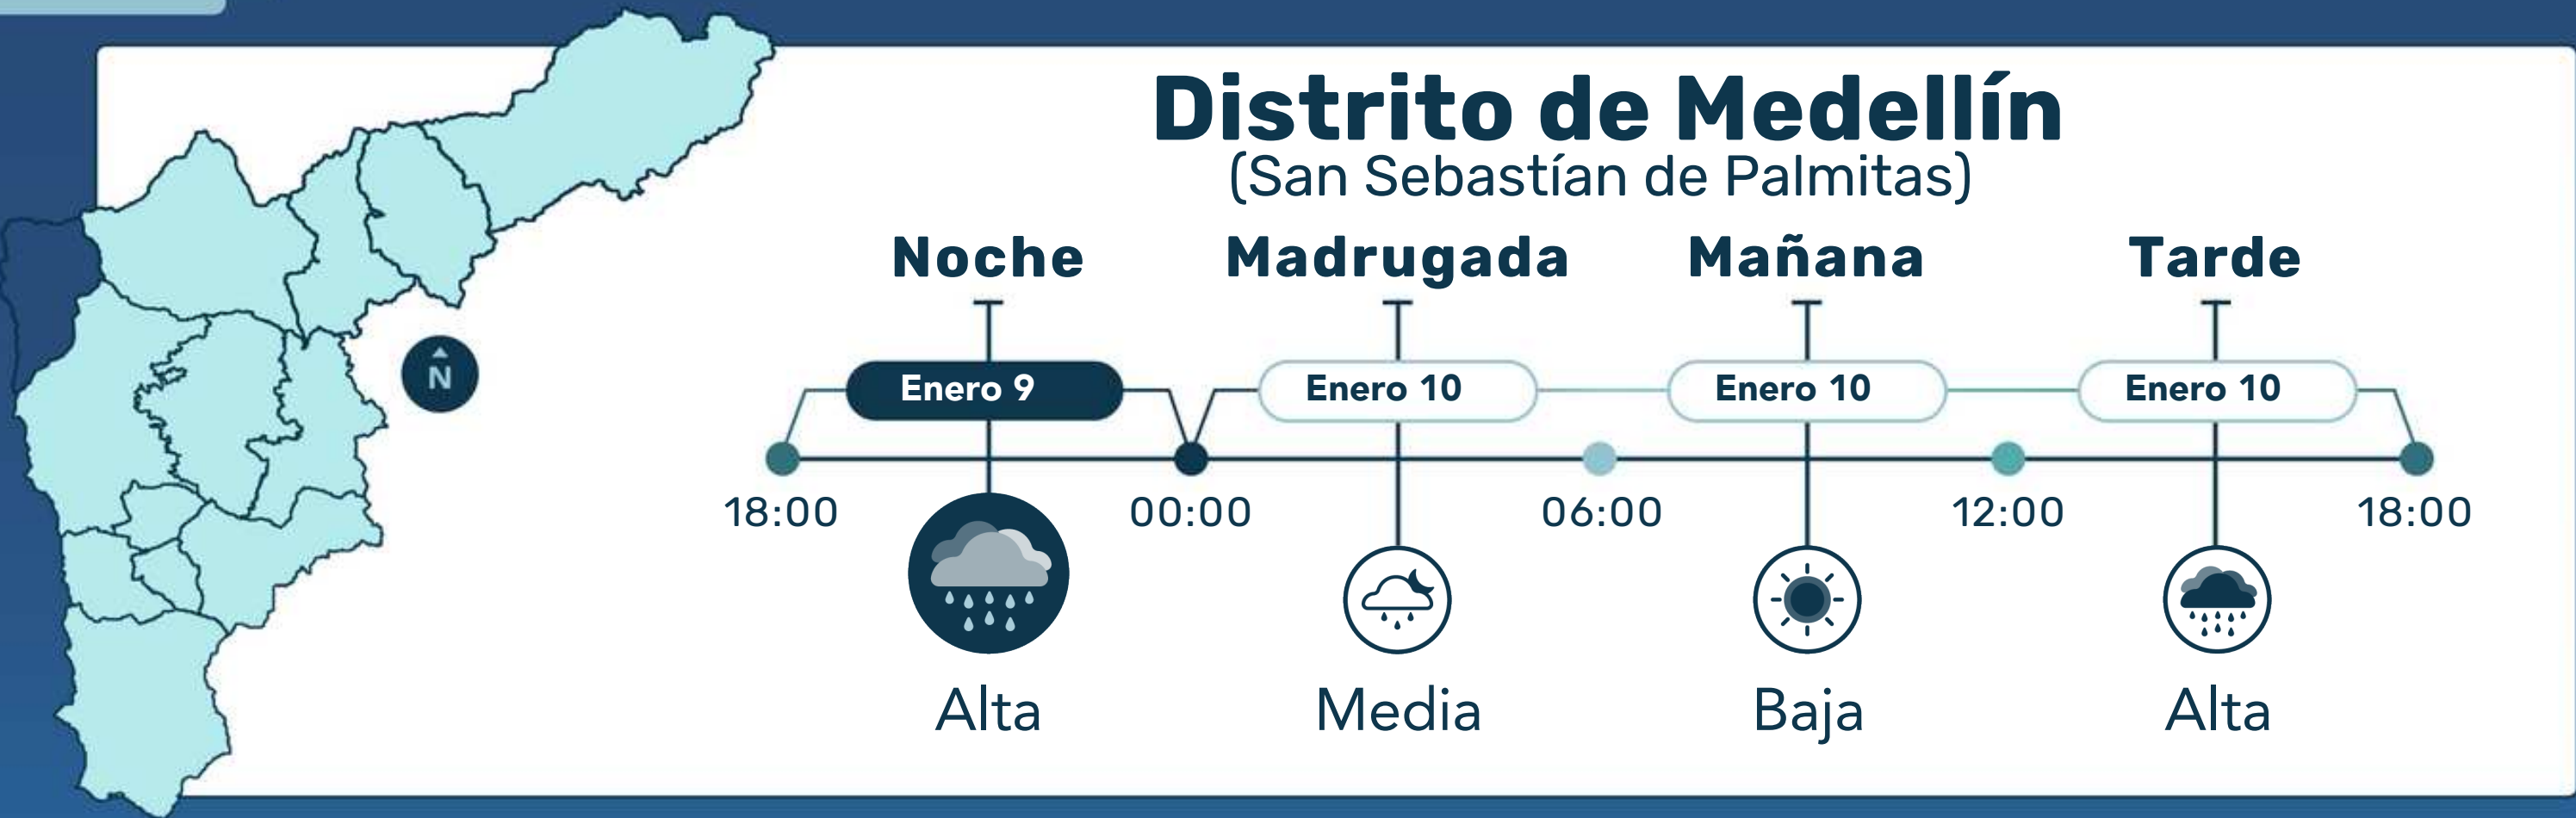 Distrito de Medellín
(San Sebastían de Palmitas)
Noche Madrugada Mañana Tarde
Enero 9 Enero 10 Enero 10 Enero 10
N
18:00 00:00 06:00 12:00 18:00
Alta Media Baja Alta